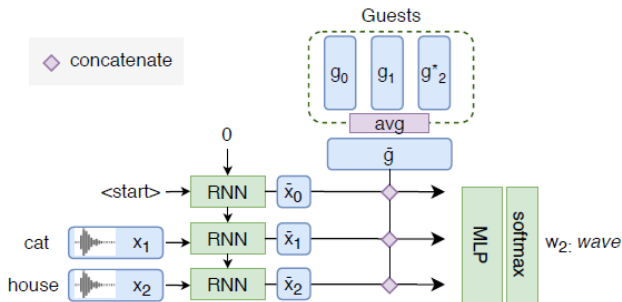 Guests
concatenate
g₀ g₁ g*₂
avg
ḡ
0
<start> RNN x̄₀
cat x₁ RNN x̄₁
house x₂ RNN x̄₂
MLP
softmax
w₂: wave